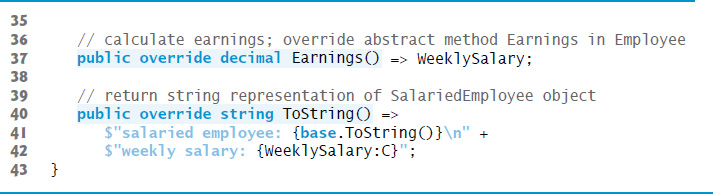 35
36 // calculate earnings; override abstract method Earnings in Employee
37 public override decimal Earnings() => WeeklySalary;
38
39 // return string representation of SalariedEmployee object
40 public override string ToString() =>
41 $"salaried employee: {base.ToString()}\n" +
42 $"weekly salary: {WeeklySalary:C}";
43 }